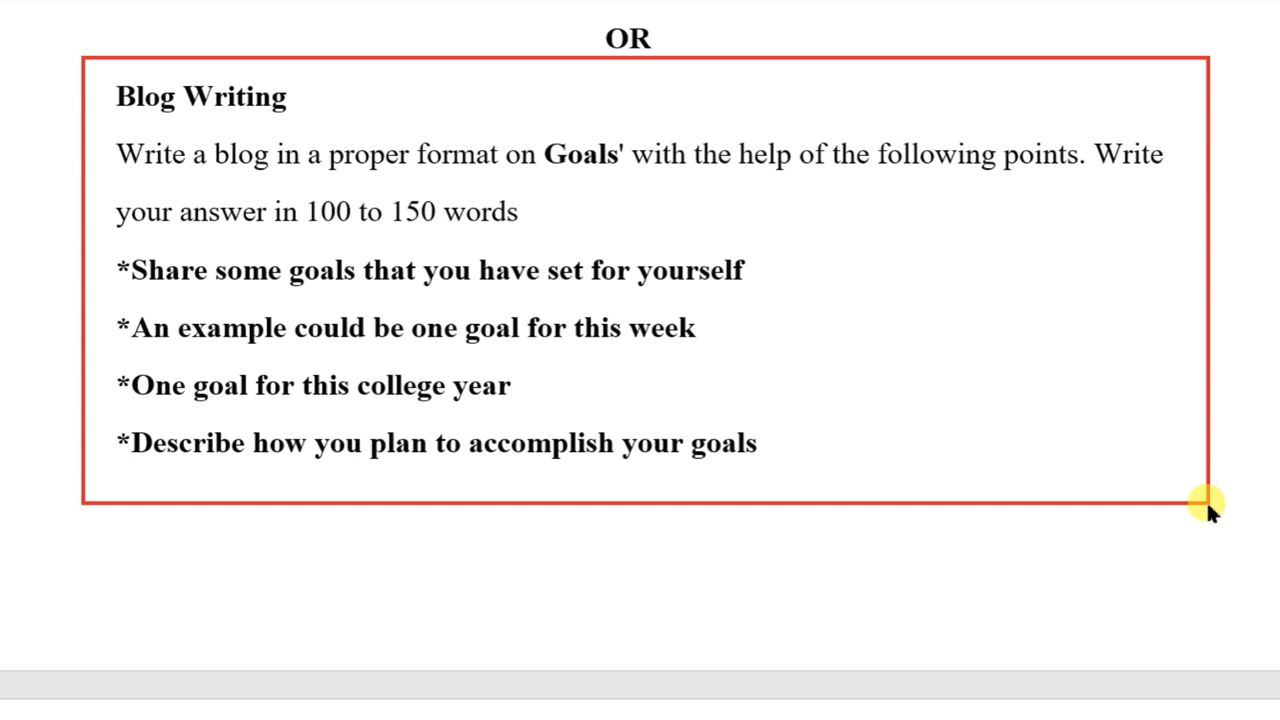 OR
Blog Writing
Write a blog in a proper format on Goals' with the help of the following points. Write
your answer in 100 to 150 words
*Share some goals that you have set for yourself
*An example could be one goal for this week
*One goal for this college year
*Describe how you plan to accomplish your goals